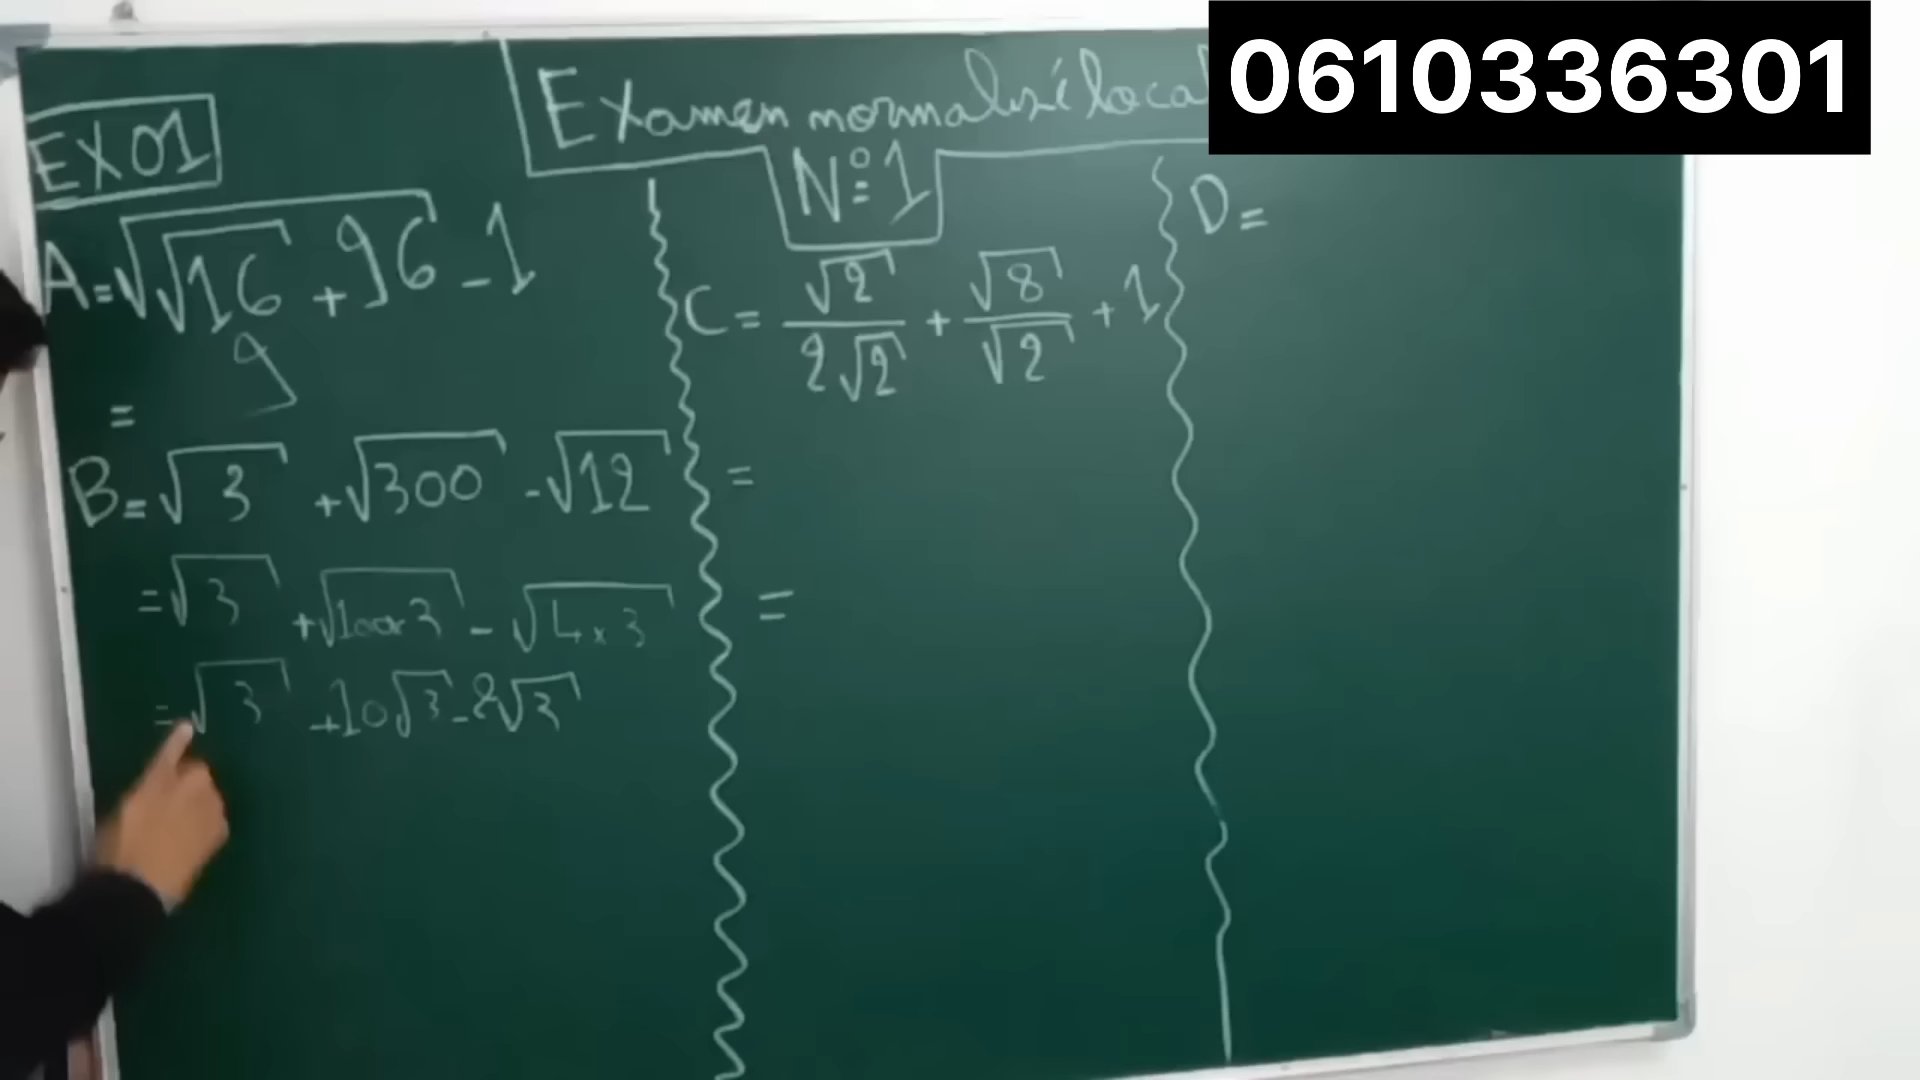 0610336301
Examen normalisé local
N°1
EX01
A = √(√16 + 96) - 1
= 9
B = √3 + √300 - √12
= √3 + √100×3 - √4×3
= √3 + 10√3 - 2√3
C = √2/2√2 + √8/√2 + 1
=
=
D =